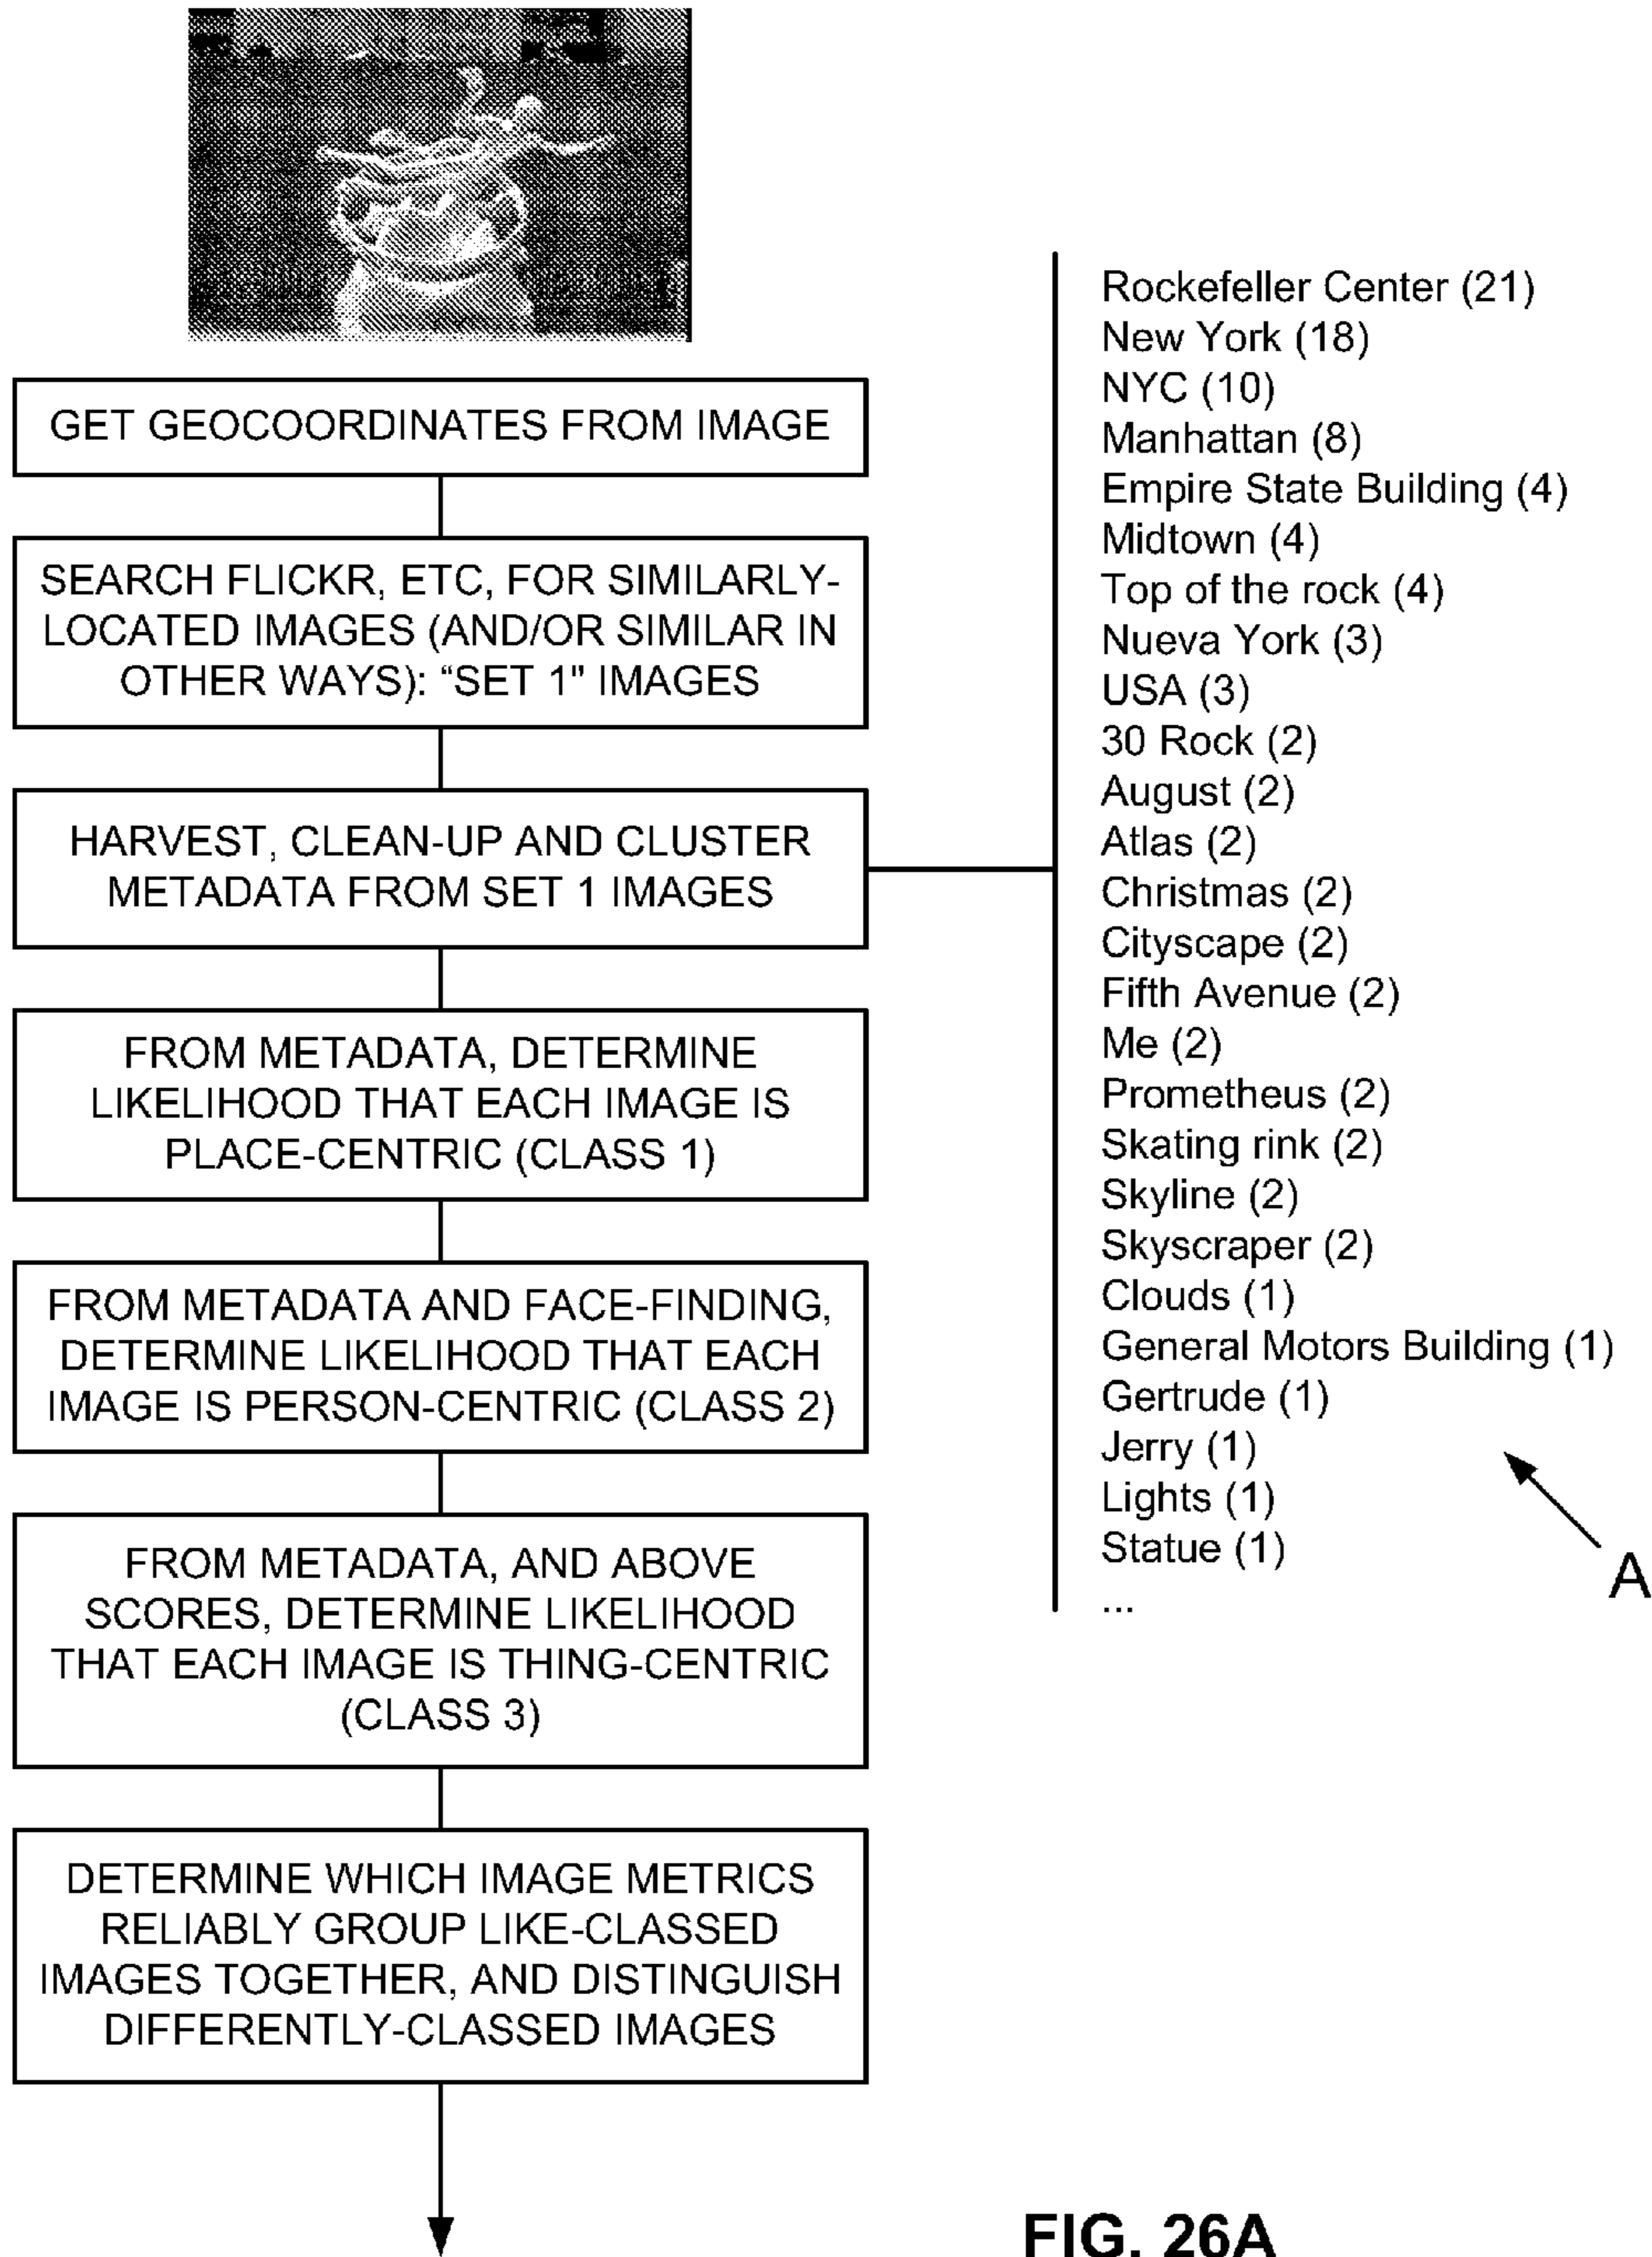 GET GEOCOORDINATES FROM IMAGE
SEARCH FLICKR, ETC, FOR SIMILARLY-
LOCATED IMAGES (AND/OR SIMILAR IN
OTHER WAYS): “SET 1" IMAGES
HARVEST, CLEAN-UP AND CLUSTER
METADATA FROM SET 1 IMAGES
FROM METADATA, DETERMINE
LIKELIHOOD THAT EACH IMAGE IS
PLACE-CENTRIC (CLASS 1)
FROM METADATA AND FACE-FINDING,
DETERMINE LIKELIHOOD THAT EACH
IMAGE IS PERSON-CENTRIC (CLASS 2)
FROM METADATA, AND ABOVE
SCORES, DETERMINE LIKELIHOOD
THAT EACH IMAGE IS THING-CENTRIC
(CLASS 3)
DETERMINE WHICH IMAGE METRICS
RELIABLY GROUP LIKE-CLASSED
IMAGES TOGETHER, AND DISTINGUISH
DIFFERENTLY-CLASSED IMAGES
Rockefeller Center (21)
New York (18)
NYC (10)
Manhattan (8)
Empire State Building (4)
Midtown (4)
Top of the rock (4)
Nueva York (3)
USA (3)
30 Rock (2)
August (2)
Atlas (2)
Christmas (2)
Cityscape (2)
Fifth Avenue (2)
Me (2)
Prometheus (2)
Skating rink (2)
Skyline (2)
Skyscraper (2)
Clouds (1)
General Motors Building (1)
Gertrude (1)
Jerry (1)
Lights (1)
Statue (1)
...
A
FIG. 26A